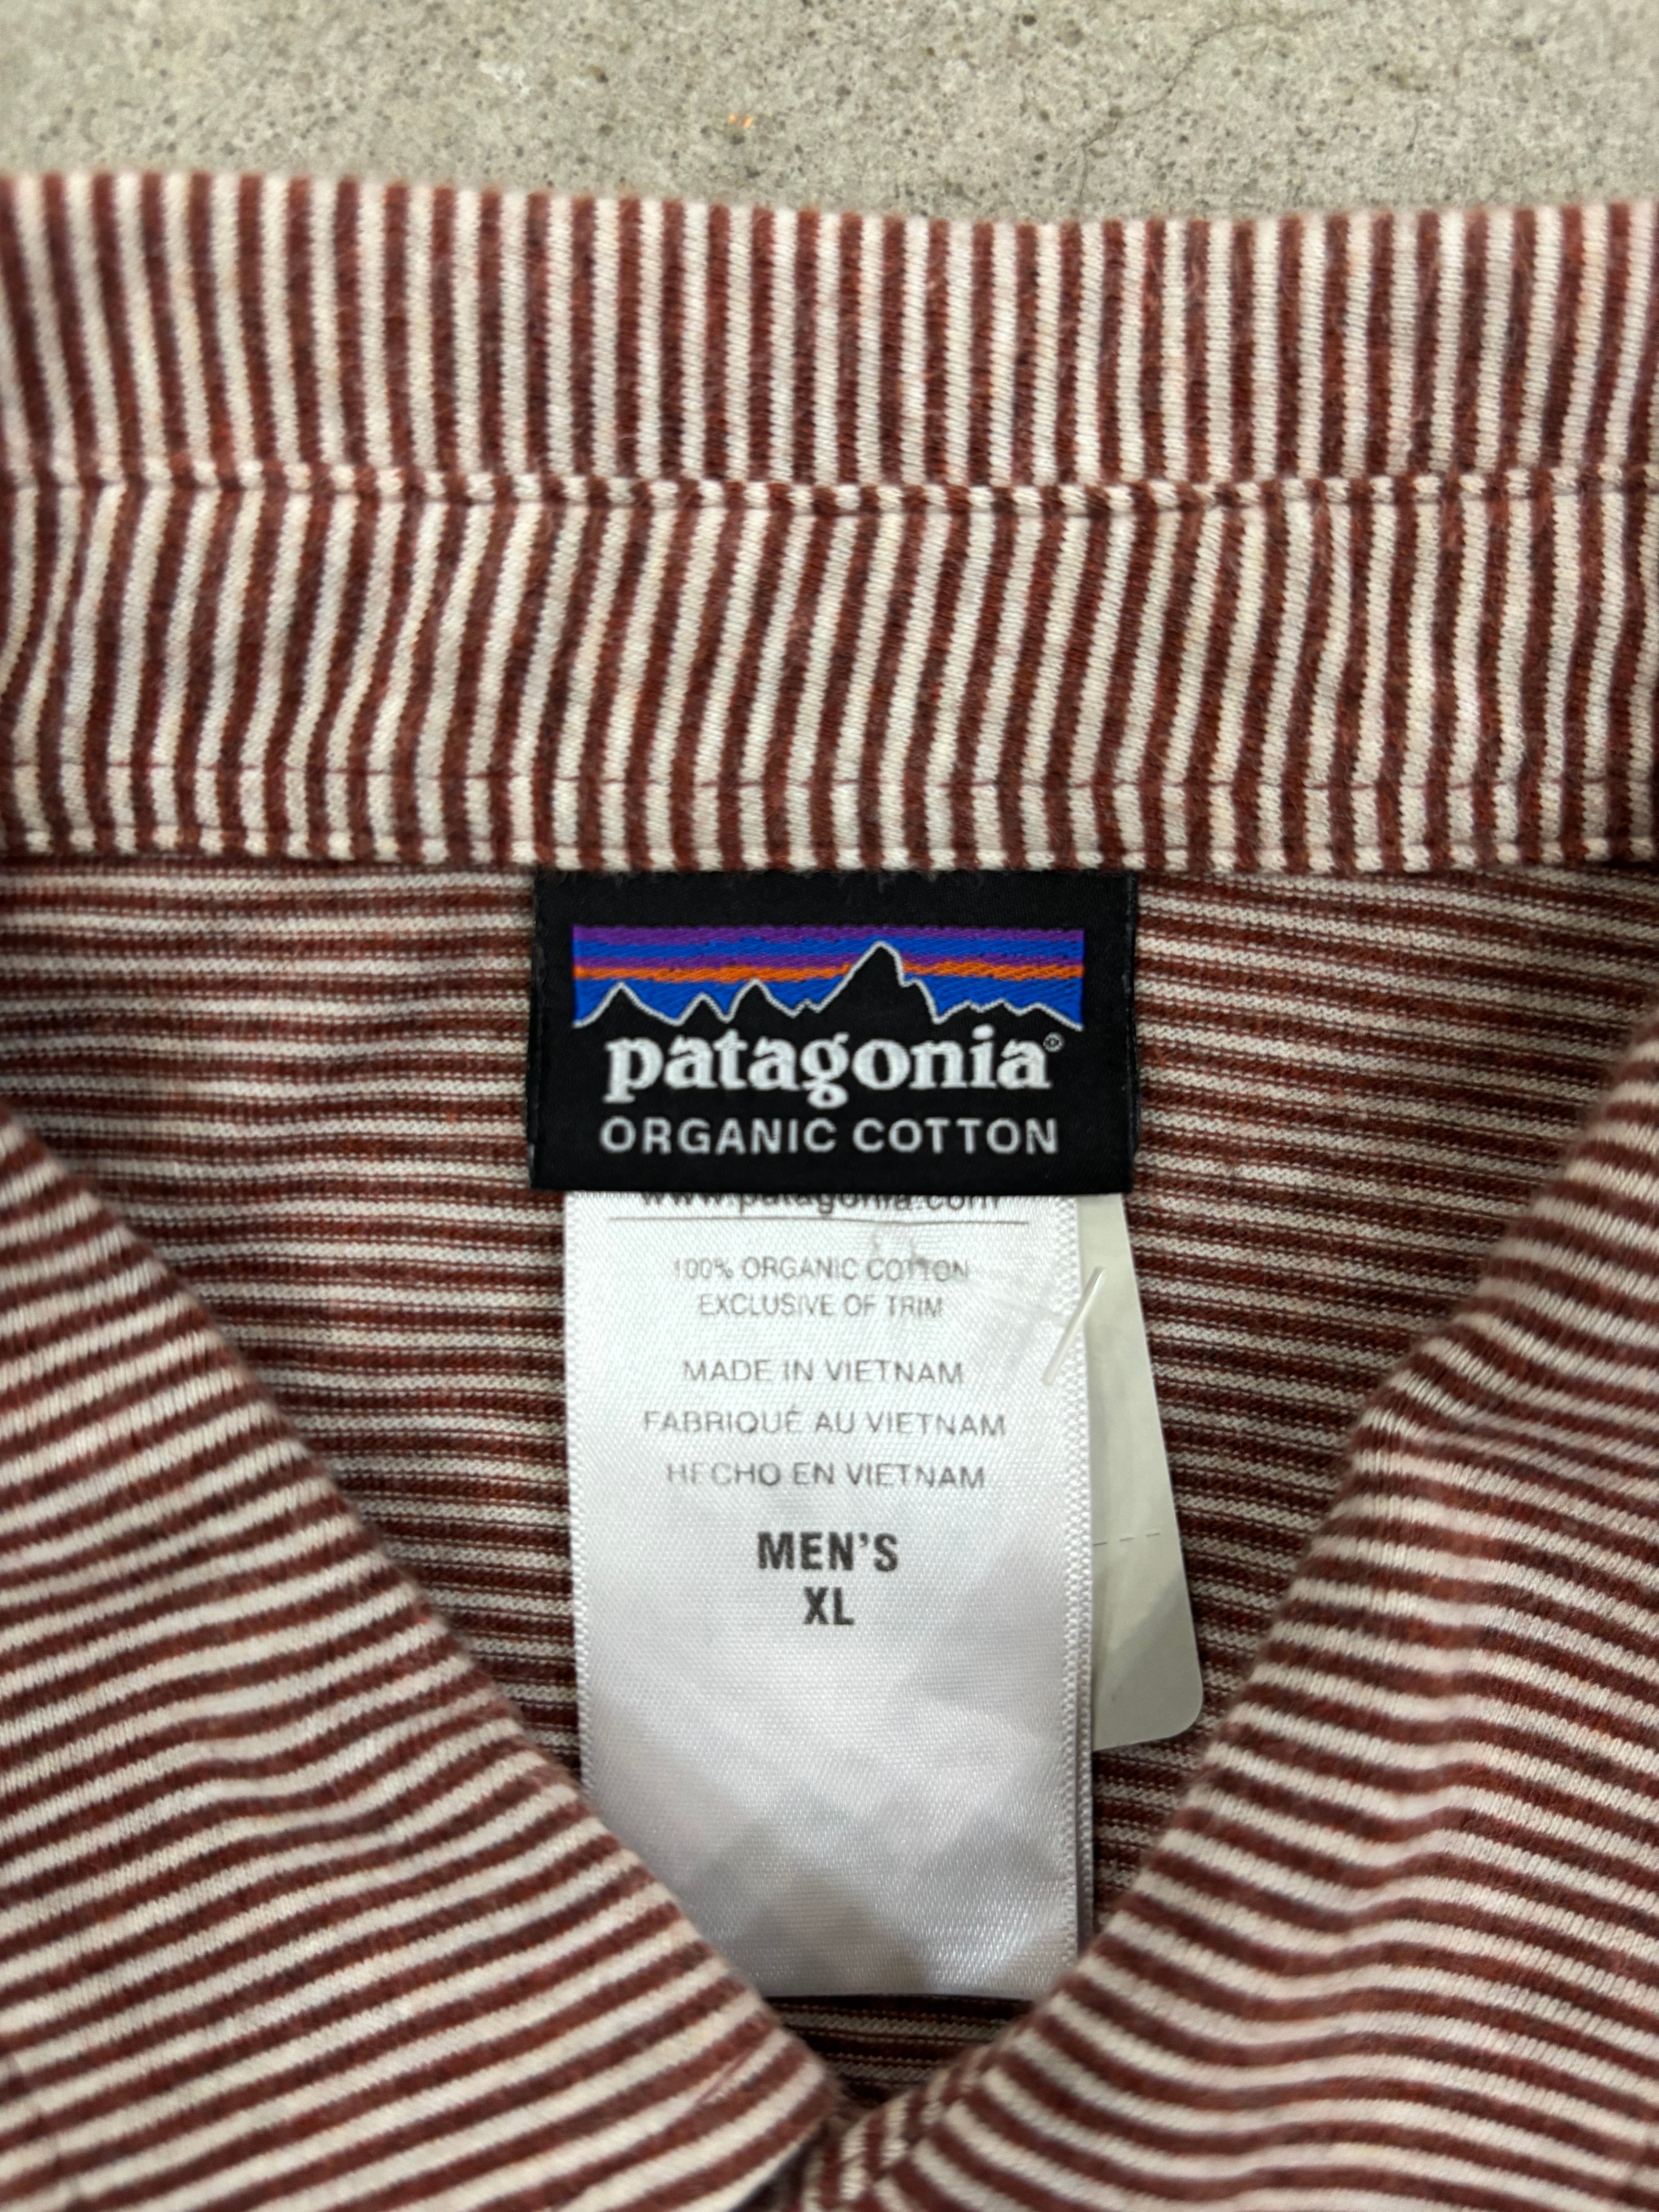 patagonia®
ORGANIC COTTON
www.patagonia.com
100% ORGANIC COTTON
EXCLUSIVE OF TRIM
MADE IN VIETNAM
FABRIQUÉ AU VIETNAM
HECHO EN VIETNAM
MEN'S
XL